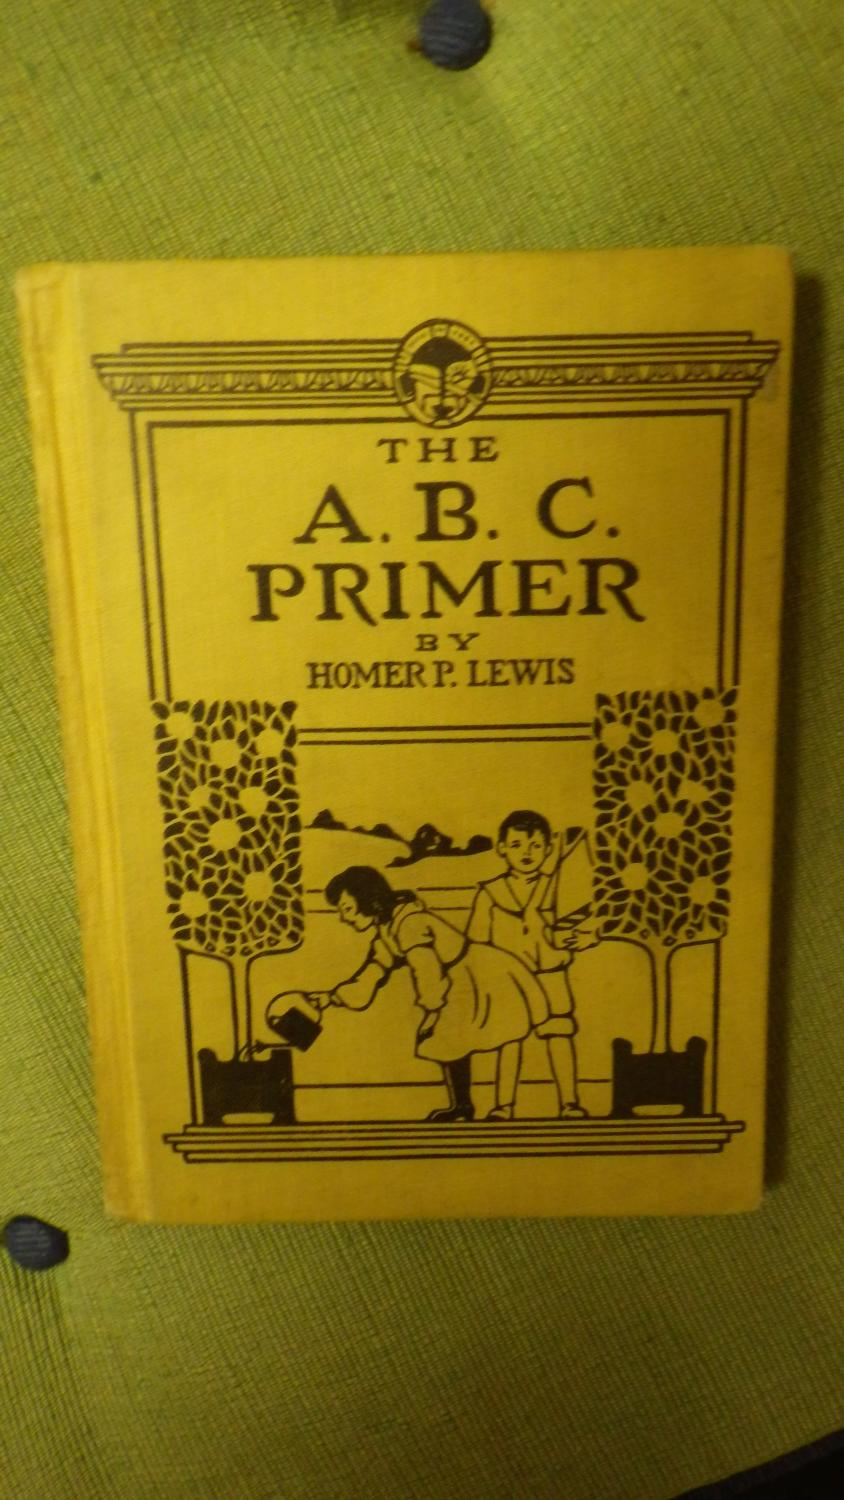 THE
A. B. C.
PRIMER
BY
HOMER P. LEWIS